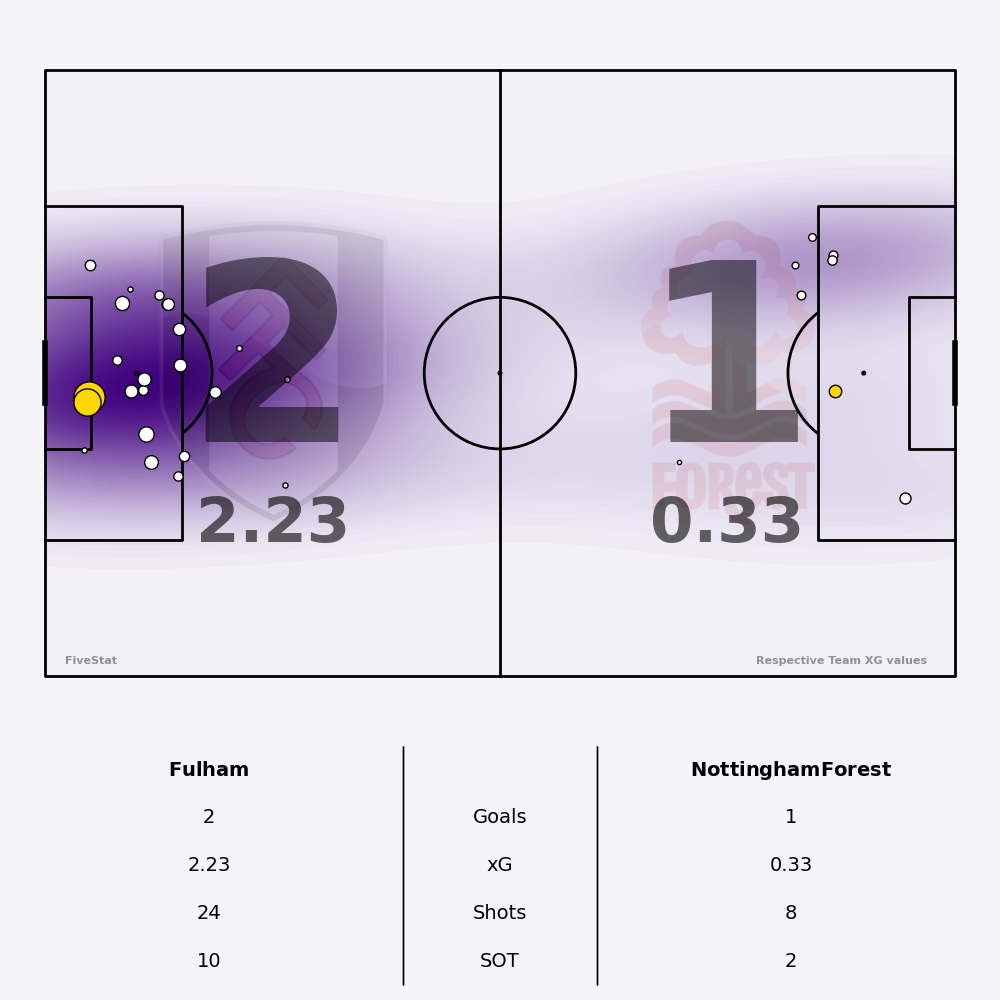 2
1
FOREST
2.23
0.33
FiveStat
Respective Team XG values
Fulham
NottinghamForest
2
Goals
1
2.23
xG
0.33
24
Shots
8
10
SOT
2